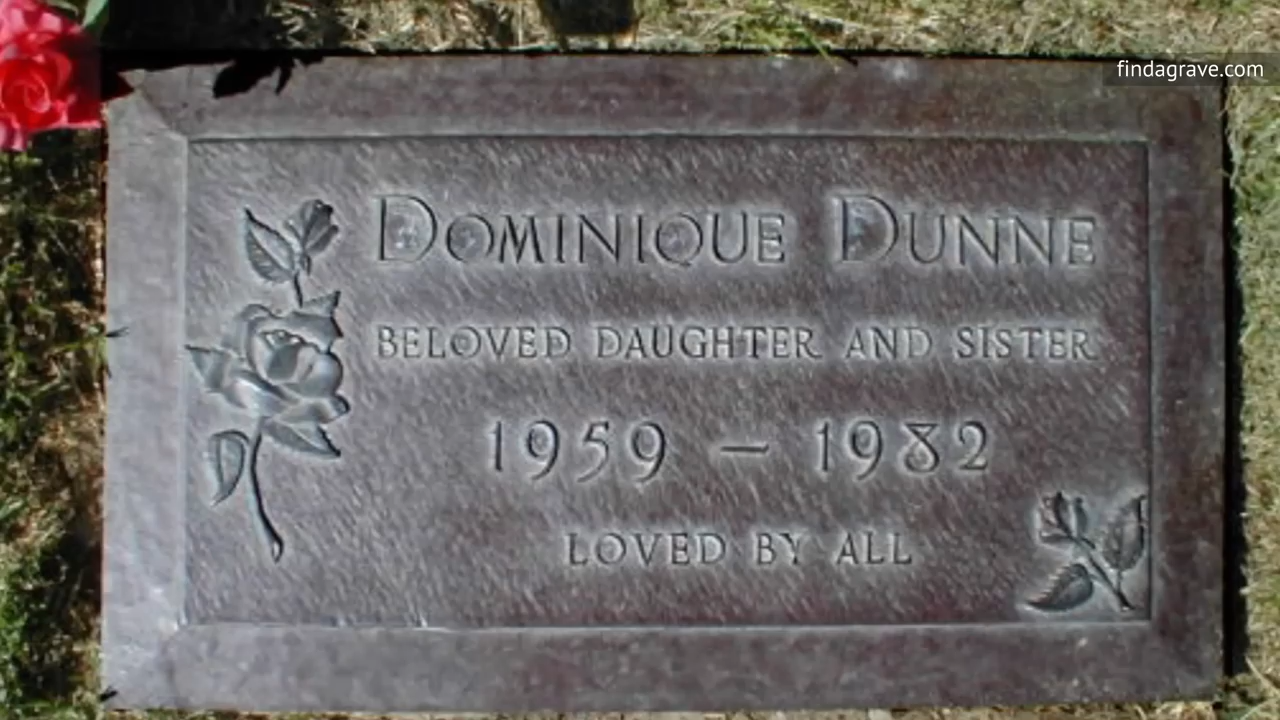 findagrave.com
DOMINIQUE DUNNE
BELOVED DAUGHTER AND SISTER
1959 – 1982
LOVED BY ALL